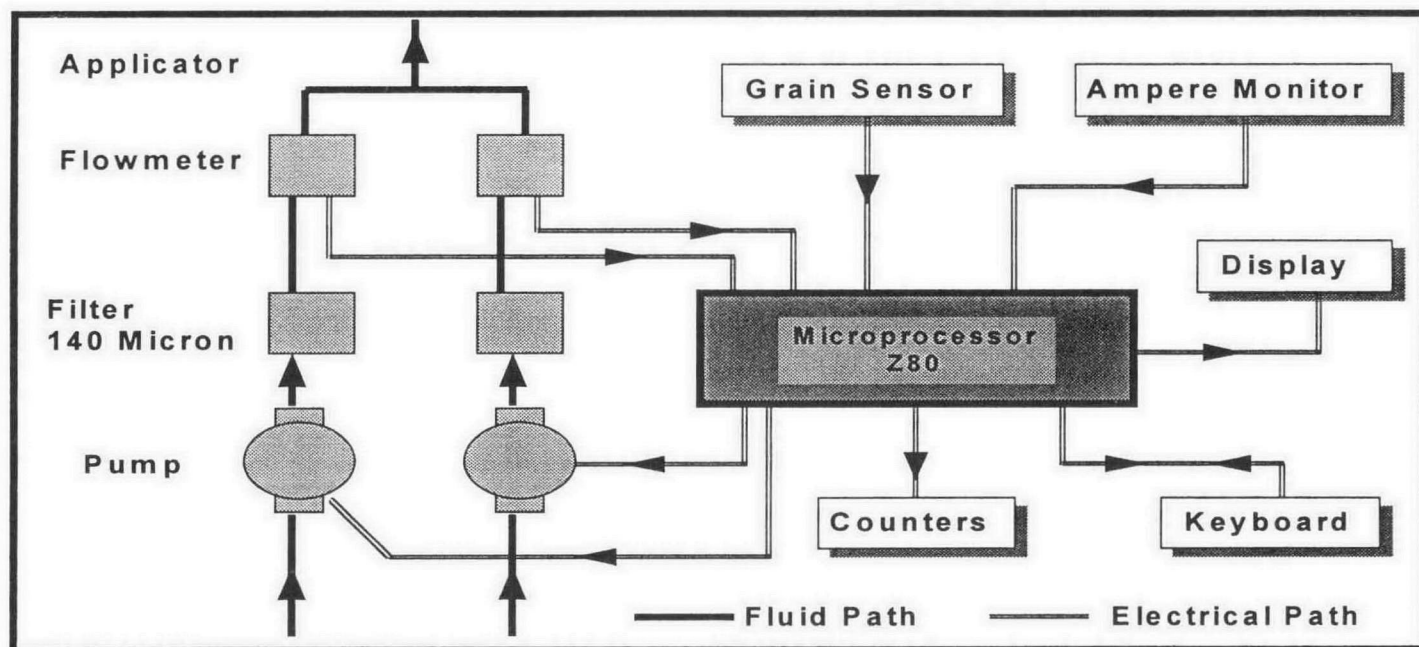 Applicator
Grain Sensor
Ampere Monitor
Flowmeter
Display
Filter
140 Micron
Microprocessor
Z80
Pump
Counters
Keyboard
Fluid Path
Electrical Path